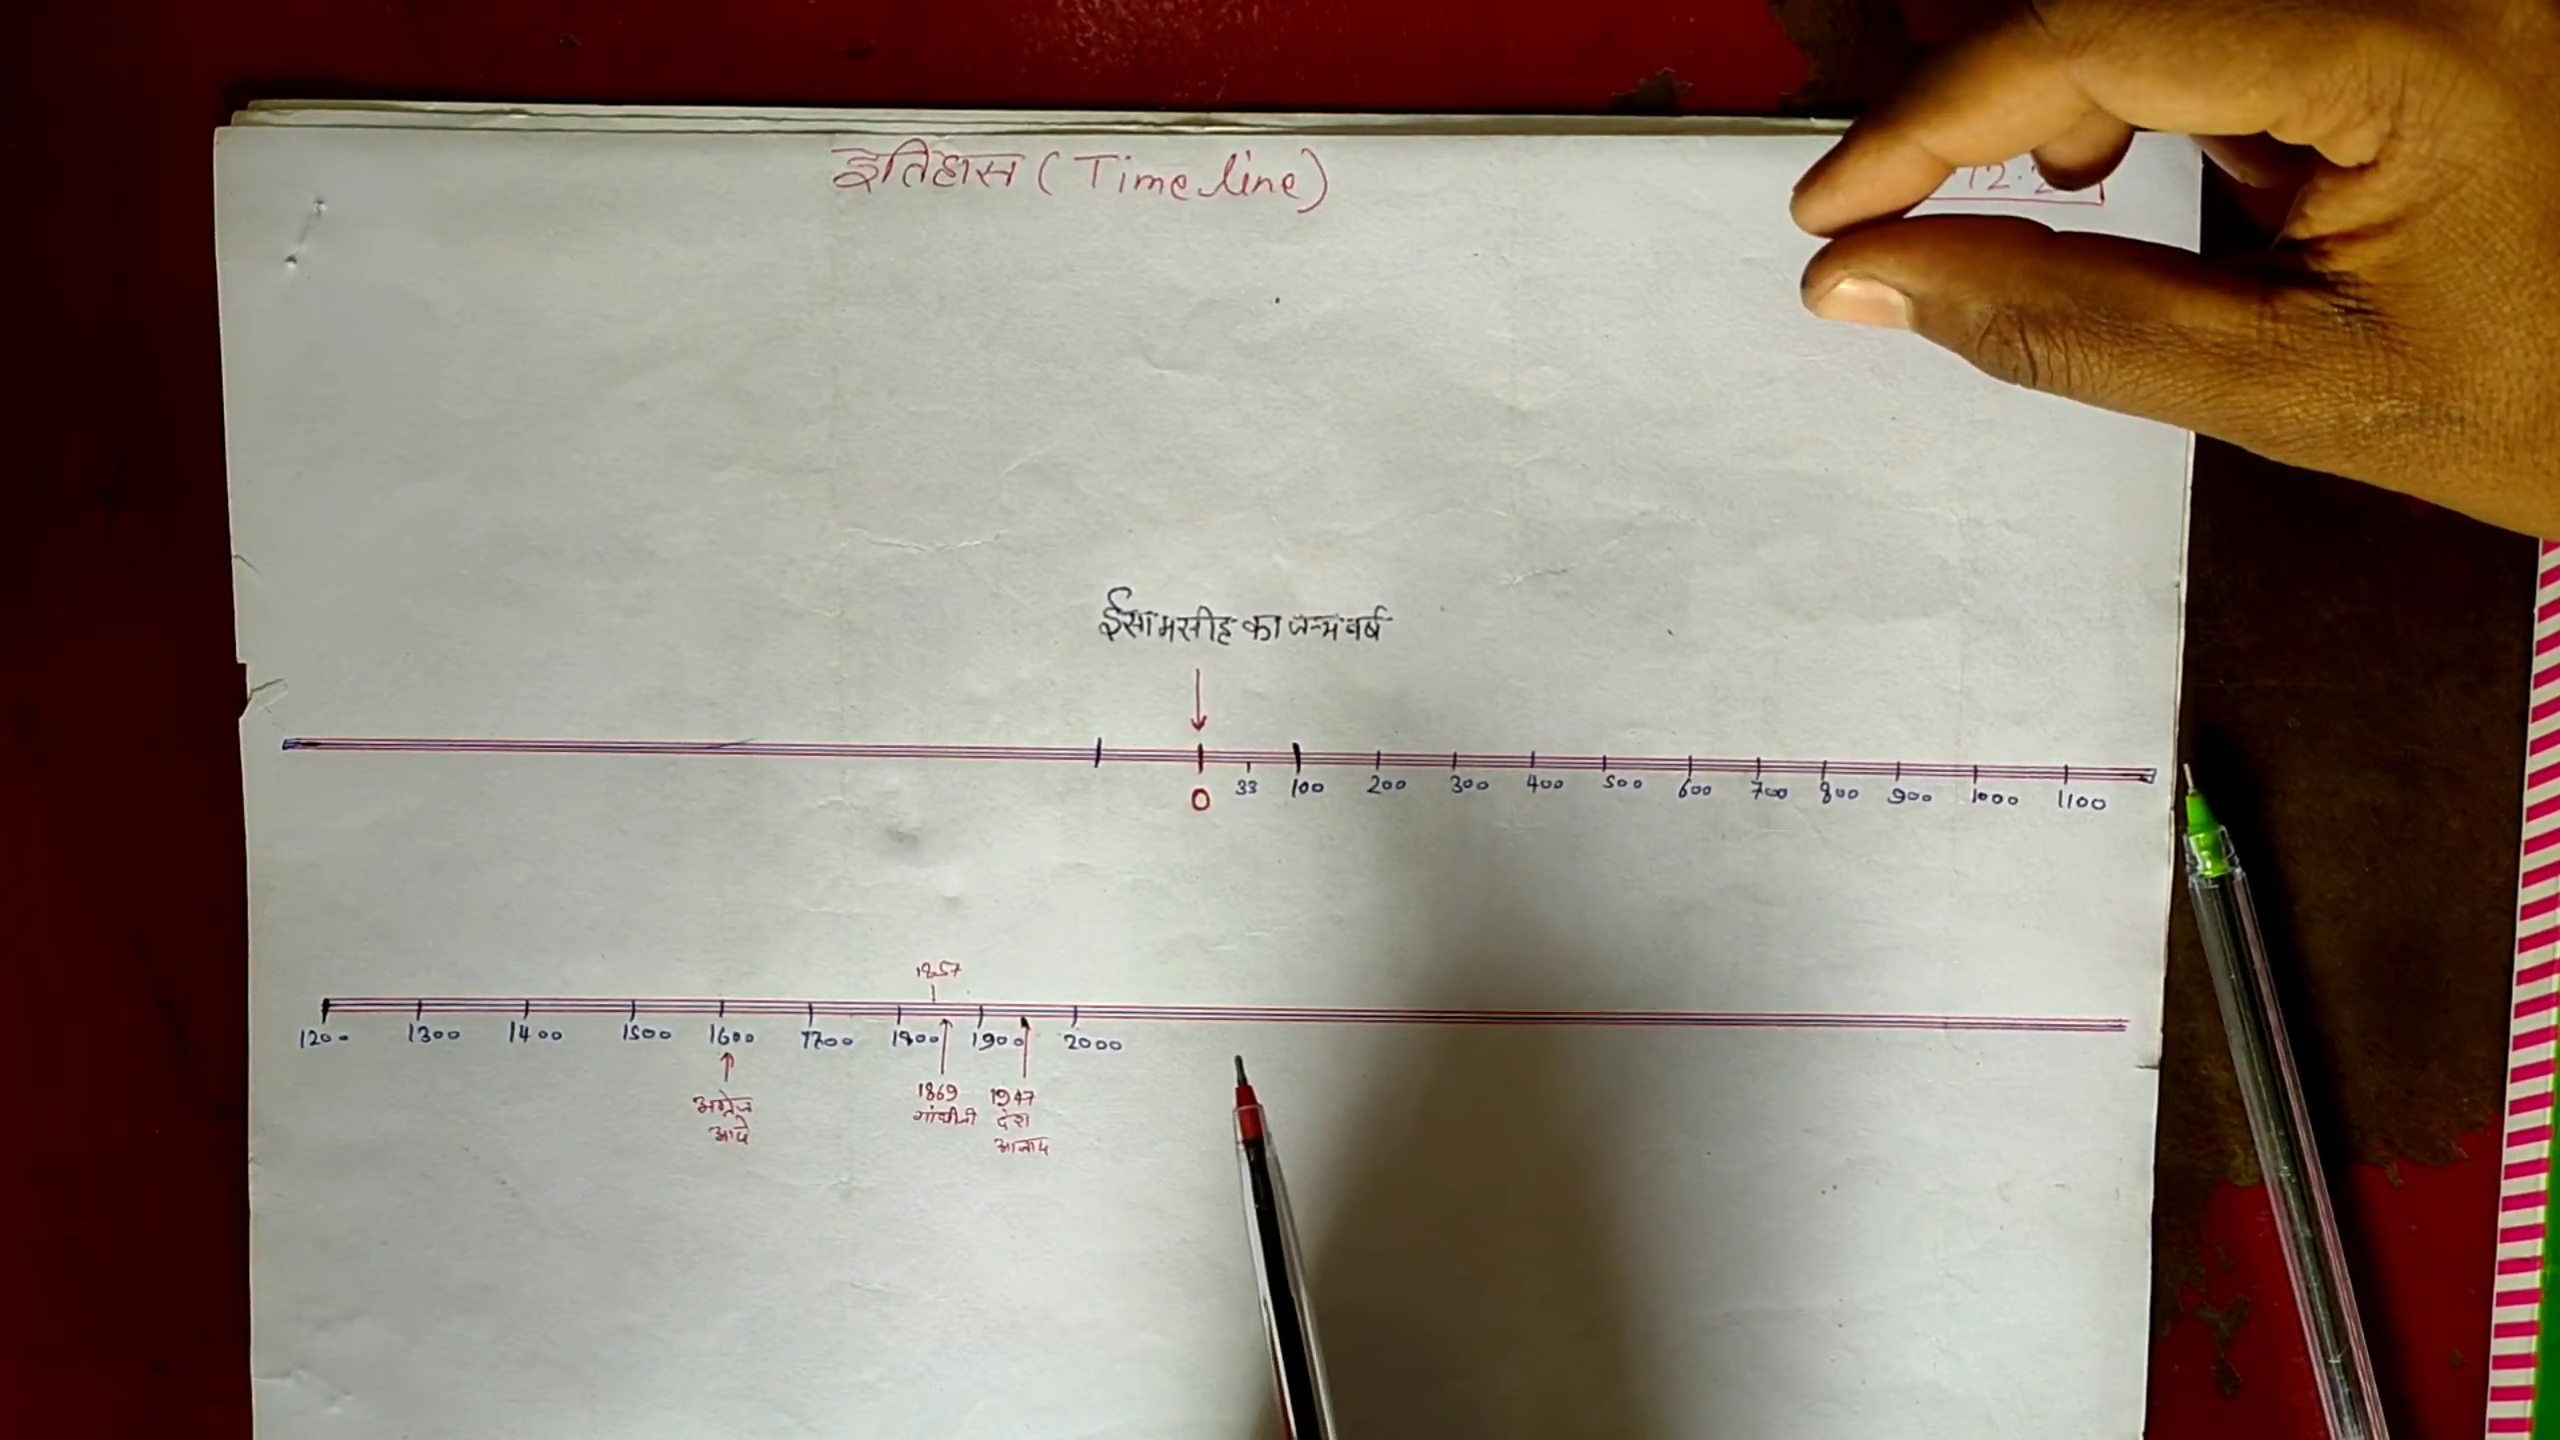 इतिहास (Time line)
ईसा मसीह का जन्म वर्ष
0 33 100 200 300 400 500 600 700 800 900 1000 1100
1857
1200 1300 1400 1500 1600 1700 1800 1900 2000
1869 1947
अंग्रेज गांधीजी देश
आये आजाद